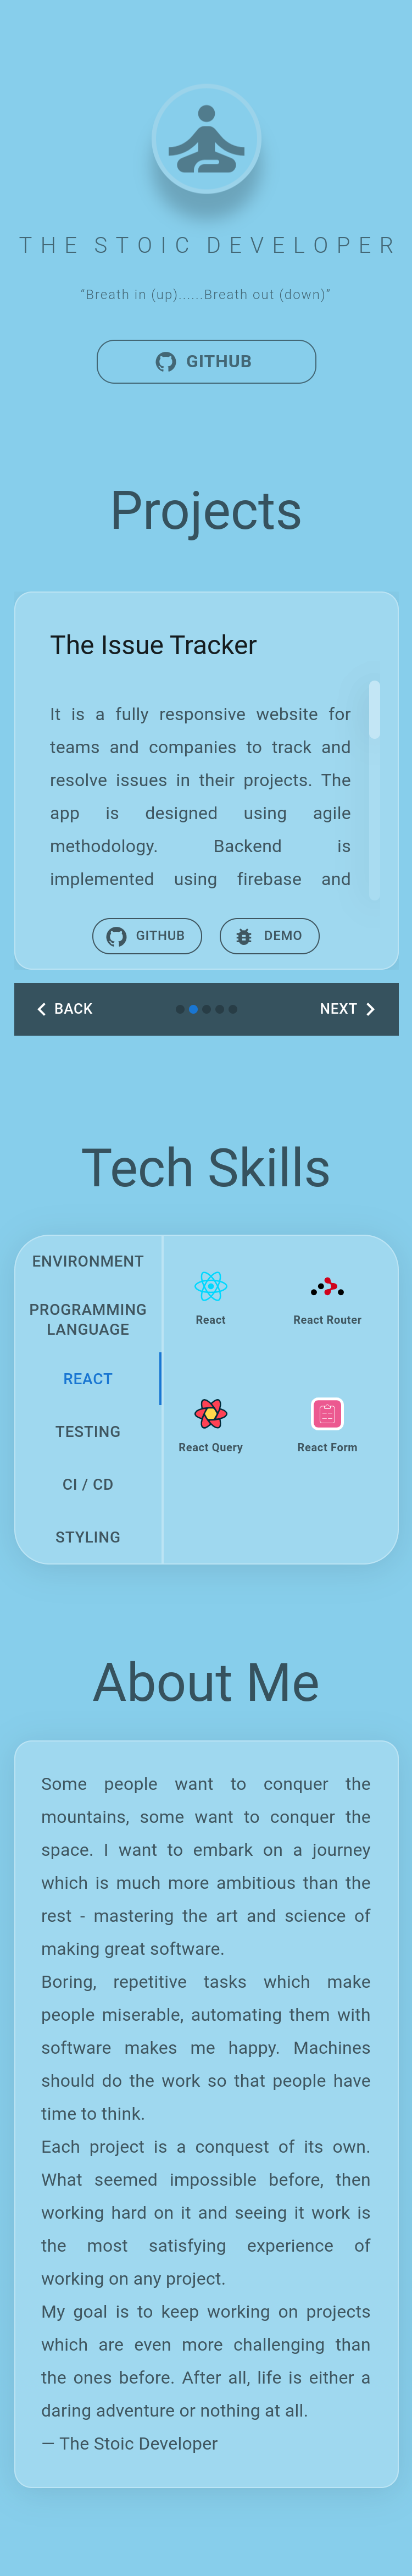 THE STOIC DEVELOPER
"Breath in (up)......Breath out (down)"
GITHUB
Projects
The Issue Tracker
It is a fully responsive website for
teams and companies to track and
resolve issues in their projects. The
app is designed using agile
methodology. Backend is
implemented using firebase and
GITHUB DEMO
BACK NEXT
Tech Skills
ENVIRONMENT
PROGRAMMING
LANGUAGE
REACT
TESTING
CI / CD
STYLING
React React Router
React Query React Form
About Me
Some people want to conquer the
mountains, some want to conquer the
space. I want to embark on a journey
which is much more ambitious than the
rest - mastering the art and science of
making great software.
Boring, repetitive tasks which make
people miserable, automating them with
software makes me happy. Machines
should do the work so that people have
time to think.
Each project is a conquest of its own.
What seemed impossible before, then
working hard on it and seeing it work is
the most satisfying experience of
working on any project.
My goal is to keep working on projects
which are even more challenging than
the ones before. After all, life is either a
daring adventure or nothing at all.
— The Stoic Developer